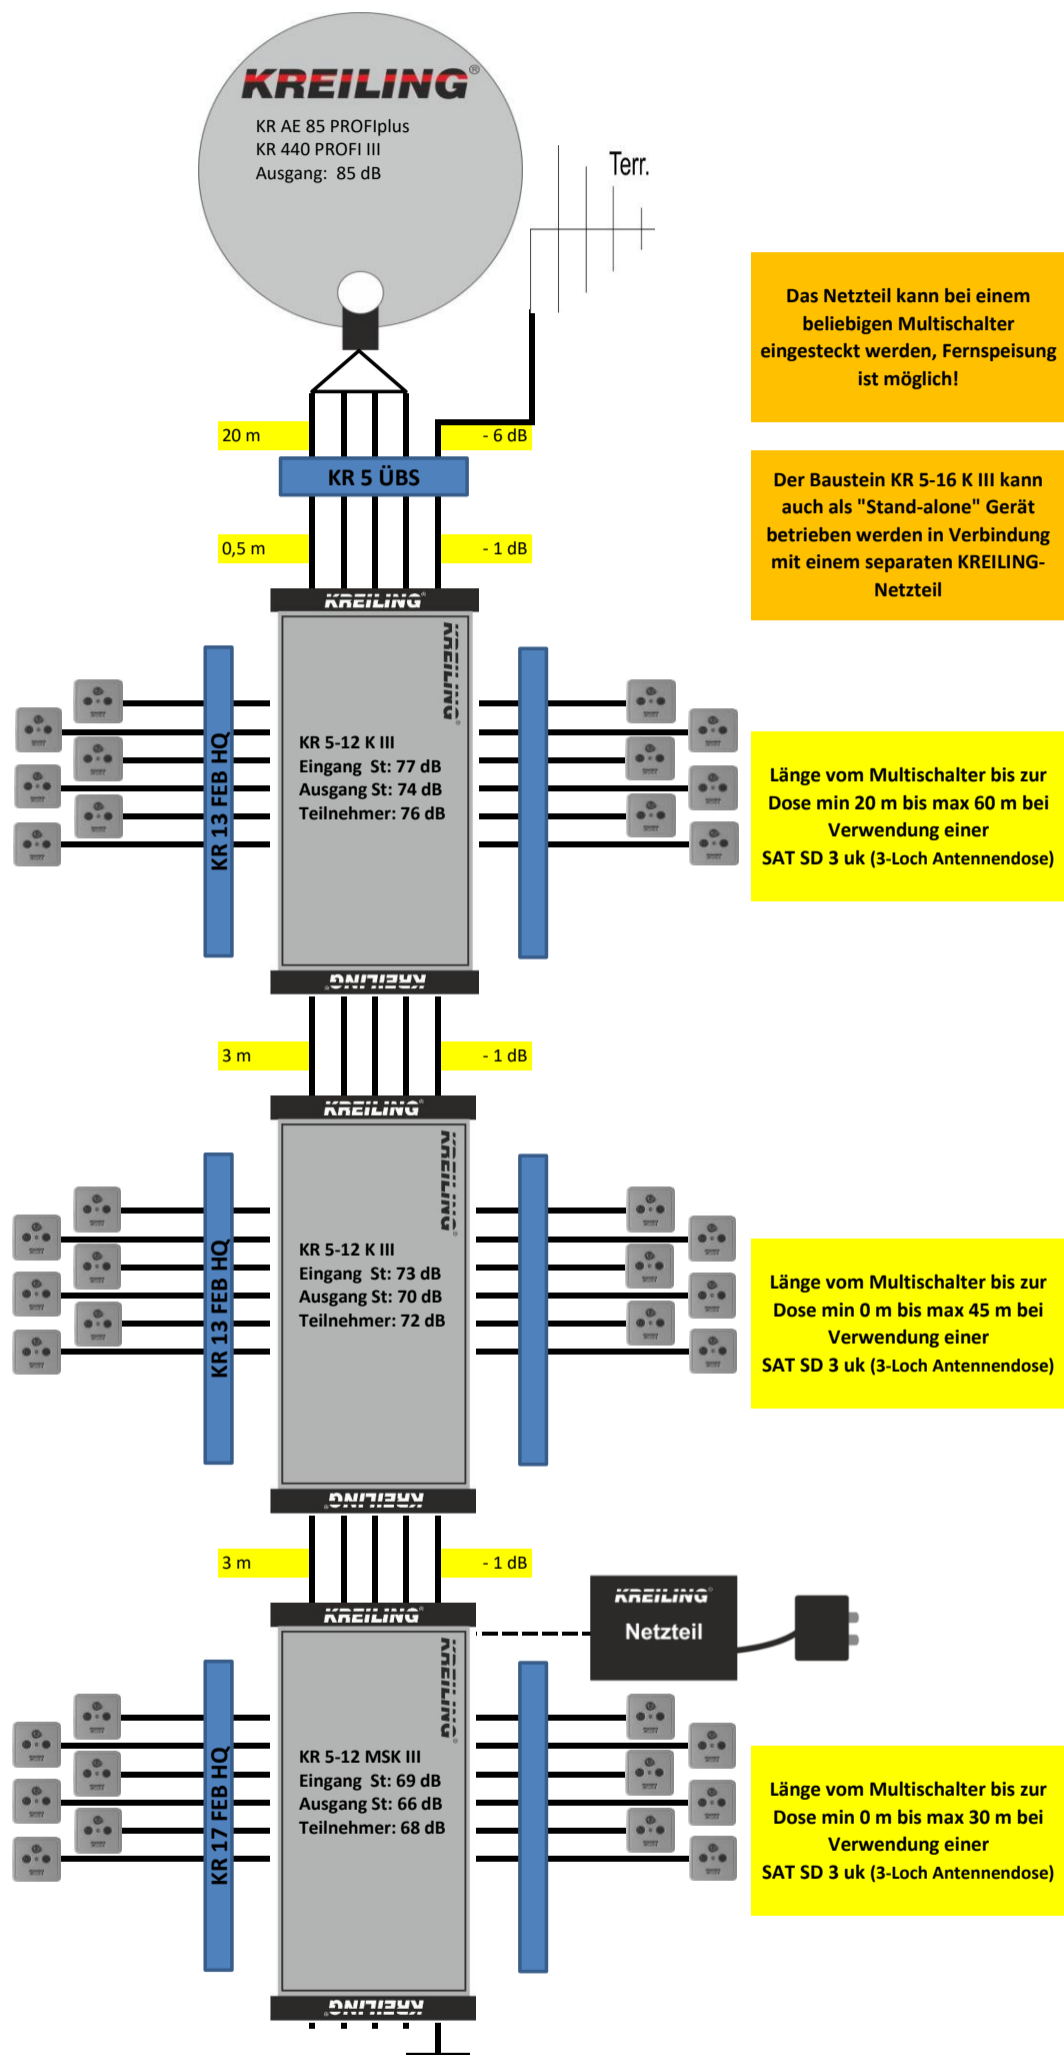 KREILING®
KR AE 85 PROFIplus
KR 440 PROFI III
Ausgang: 85 dB
Terr.
Das Netzteil kann bei einem
beliebigen Multischalter
eingesteckt werden, Fernspeisung
ist möglich!
20 m
- 6 dB
KR 5 ÜBS
Der Baustein KR 5-16 K III kann
auch als "Stand-alone" Gerät
betrieben werden in Verbindung
mit einem separaten KREILING-
Netzteil
0,5 m
- 1 dB
KREILING®
KREILING®
KR 13 FEB HQ
KR 5-12 K III
Eingang St: 77 dB
Ausgang St: 74 dB
Teilnehmer: 76 dB
Länge vom Multischalter bis zur
Dose min 20 m bis max 60 m bei
Verwendung einer
SAT SD 3 uk (3-Loch Antennendose)
KREILING®
3 m
- 1 dB
KREILING®
KREILING®
KR 13 FEB HQ
KR 5-12 K III
Eingang St: 73 dB
Ausgang St: 70 dB
Teilnehmer: 72 dB
Länge vom Multischalter bis zur
Dose min 0 m bis max 45 m bei
Verwendung einer
SAT SD 3 uk (3-Loch Antennendose)
KREILING®
3 m
- 1 dB
KREILING®
KREILING®
Netzteil
KREILING®
KR 17 FEB HQ
KR 5-12 MSK III
Eingang St: 69 dB
Ausgang St: 66 dB
Teilnehmer: 68 dB
Länge vom Multischalter bis zur
Dose min 0 m bis max 30 m bei
Verwendung einer
SAT SD 3 uk (3-Loch Antennendose)
KREILING®